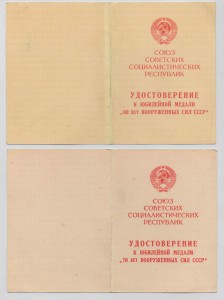 СОЮЗ
СОВЕТСКИХ
СОЦИАЛИСТИЧЕСКИХ
РЕСПУБЛИК
УДОСТОВЕРЕНИЕ
К ЮБИЛЕЙНОЙ МЕДАЛИ
„60 ЛЕТ ВООРУЖЕННЫХ СИЛ СССР"
СОЮЗ
СОВЕТСКИХ
СОЦИАЛИСТИЧЕСКИХ
РЕСПУБЛИК
УДОСТОВЕРЕНИЕ
К ЮБИЛЕЙНОЙ МЕДАЛИ
„70 ЛЕТ ВООРУЖЕННЫХ СИЛ СССР"